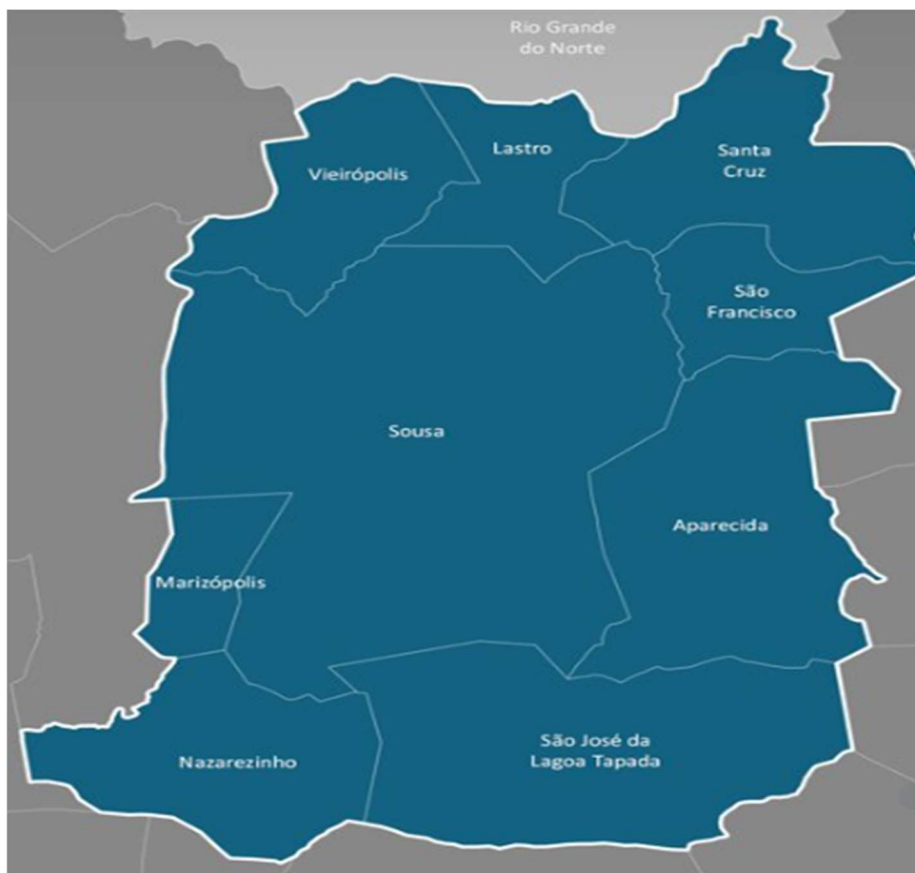 Rio Grande
do Norte
Lastro
Santa
Cruz
Vieirópolis
São
Francisco
Sousa
Aparecida
Marizópolis
São José da
Lagoa Tapada
Nazarezinho